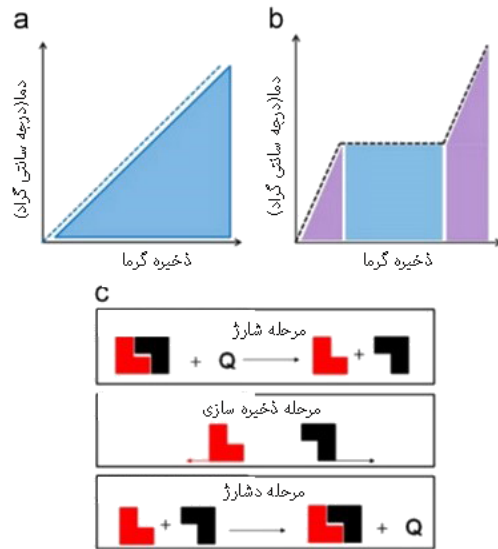 a
b
دما(درجه سانتی گراد)
دما(درجه سانتی گراد)
ذخیره گرما
ذخیره گرما
c
مرحله شارژ
+ Q +
مرحله ذخیره سازی
مرحله دشارژ
+ + Q